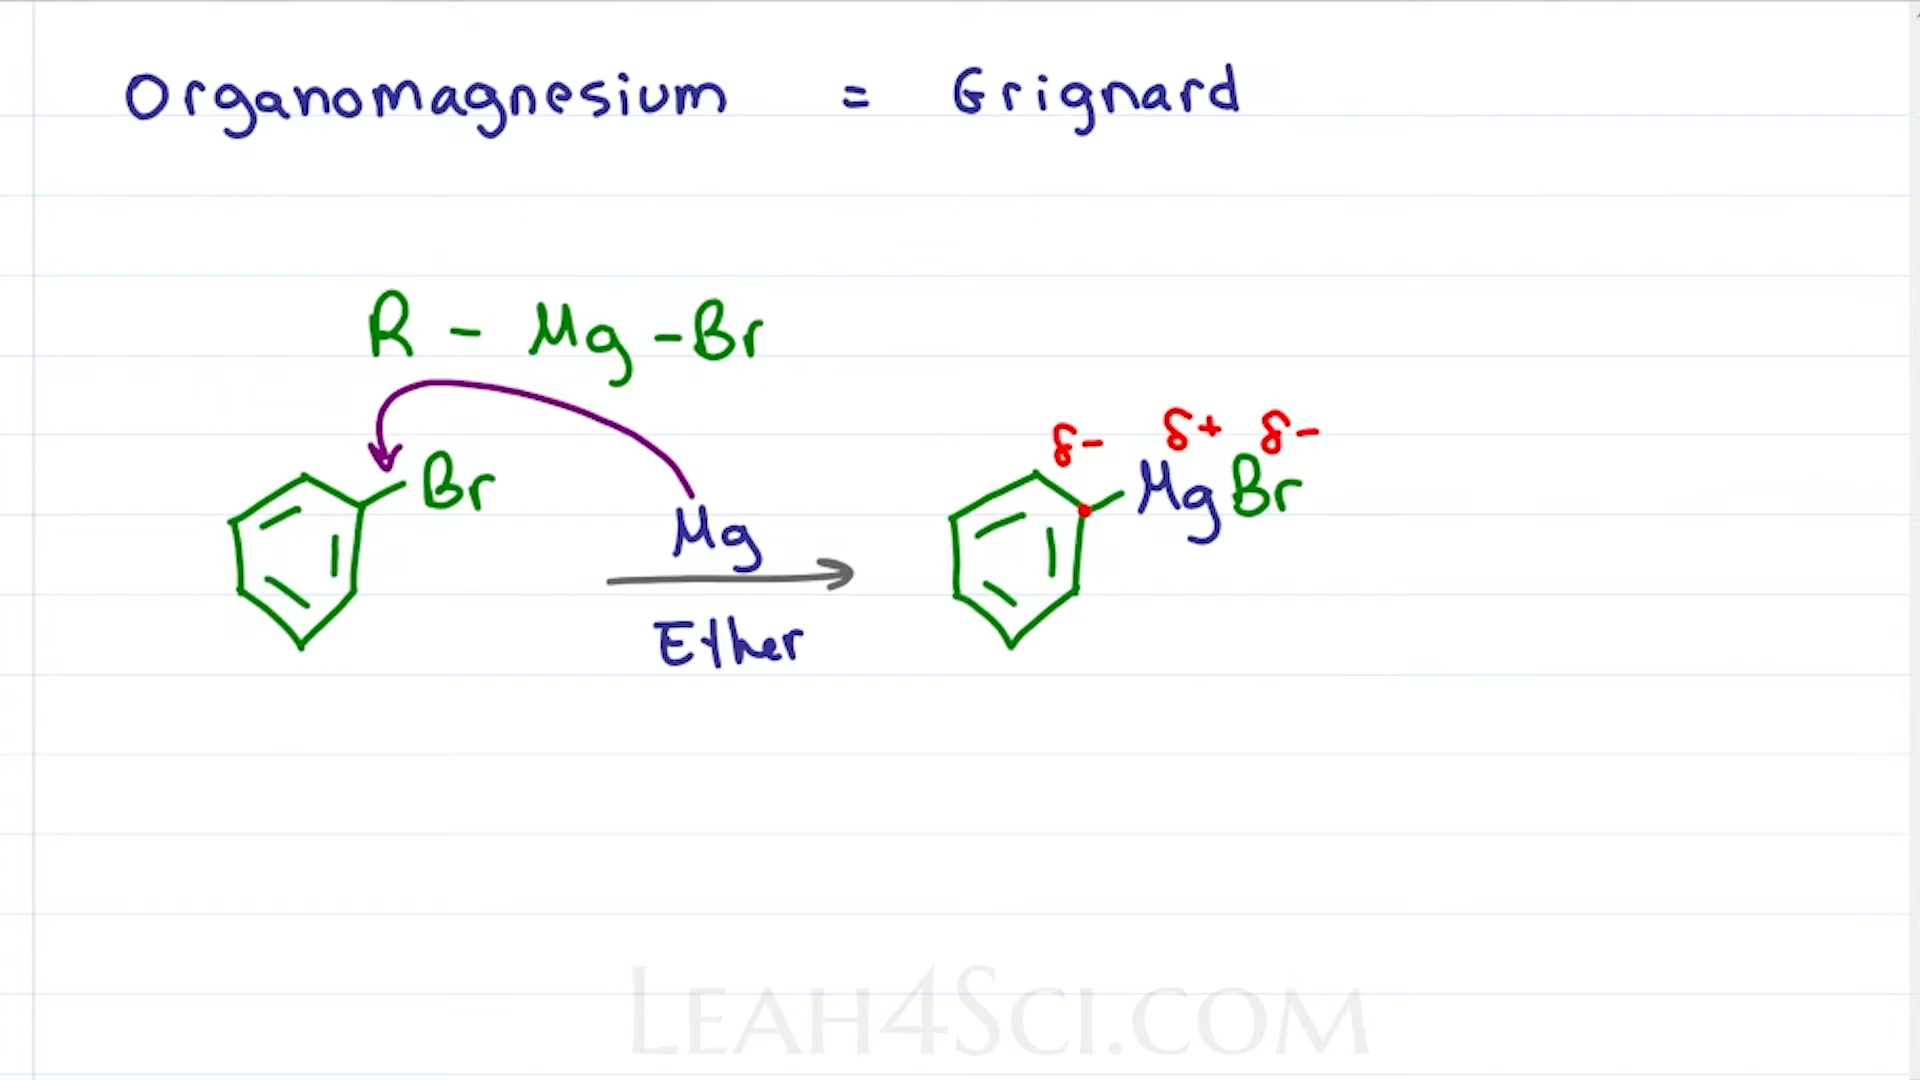 Organomagnesium = Grignard
R - Mg - Br
δ- δ+ δ-
Br Mg MgBr
Ether
LEAH4SCI.COM